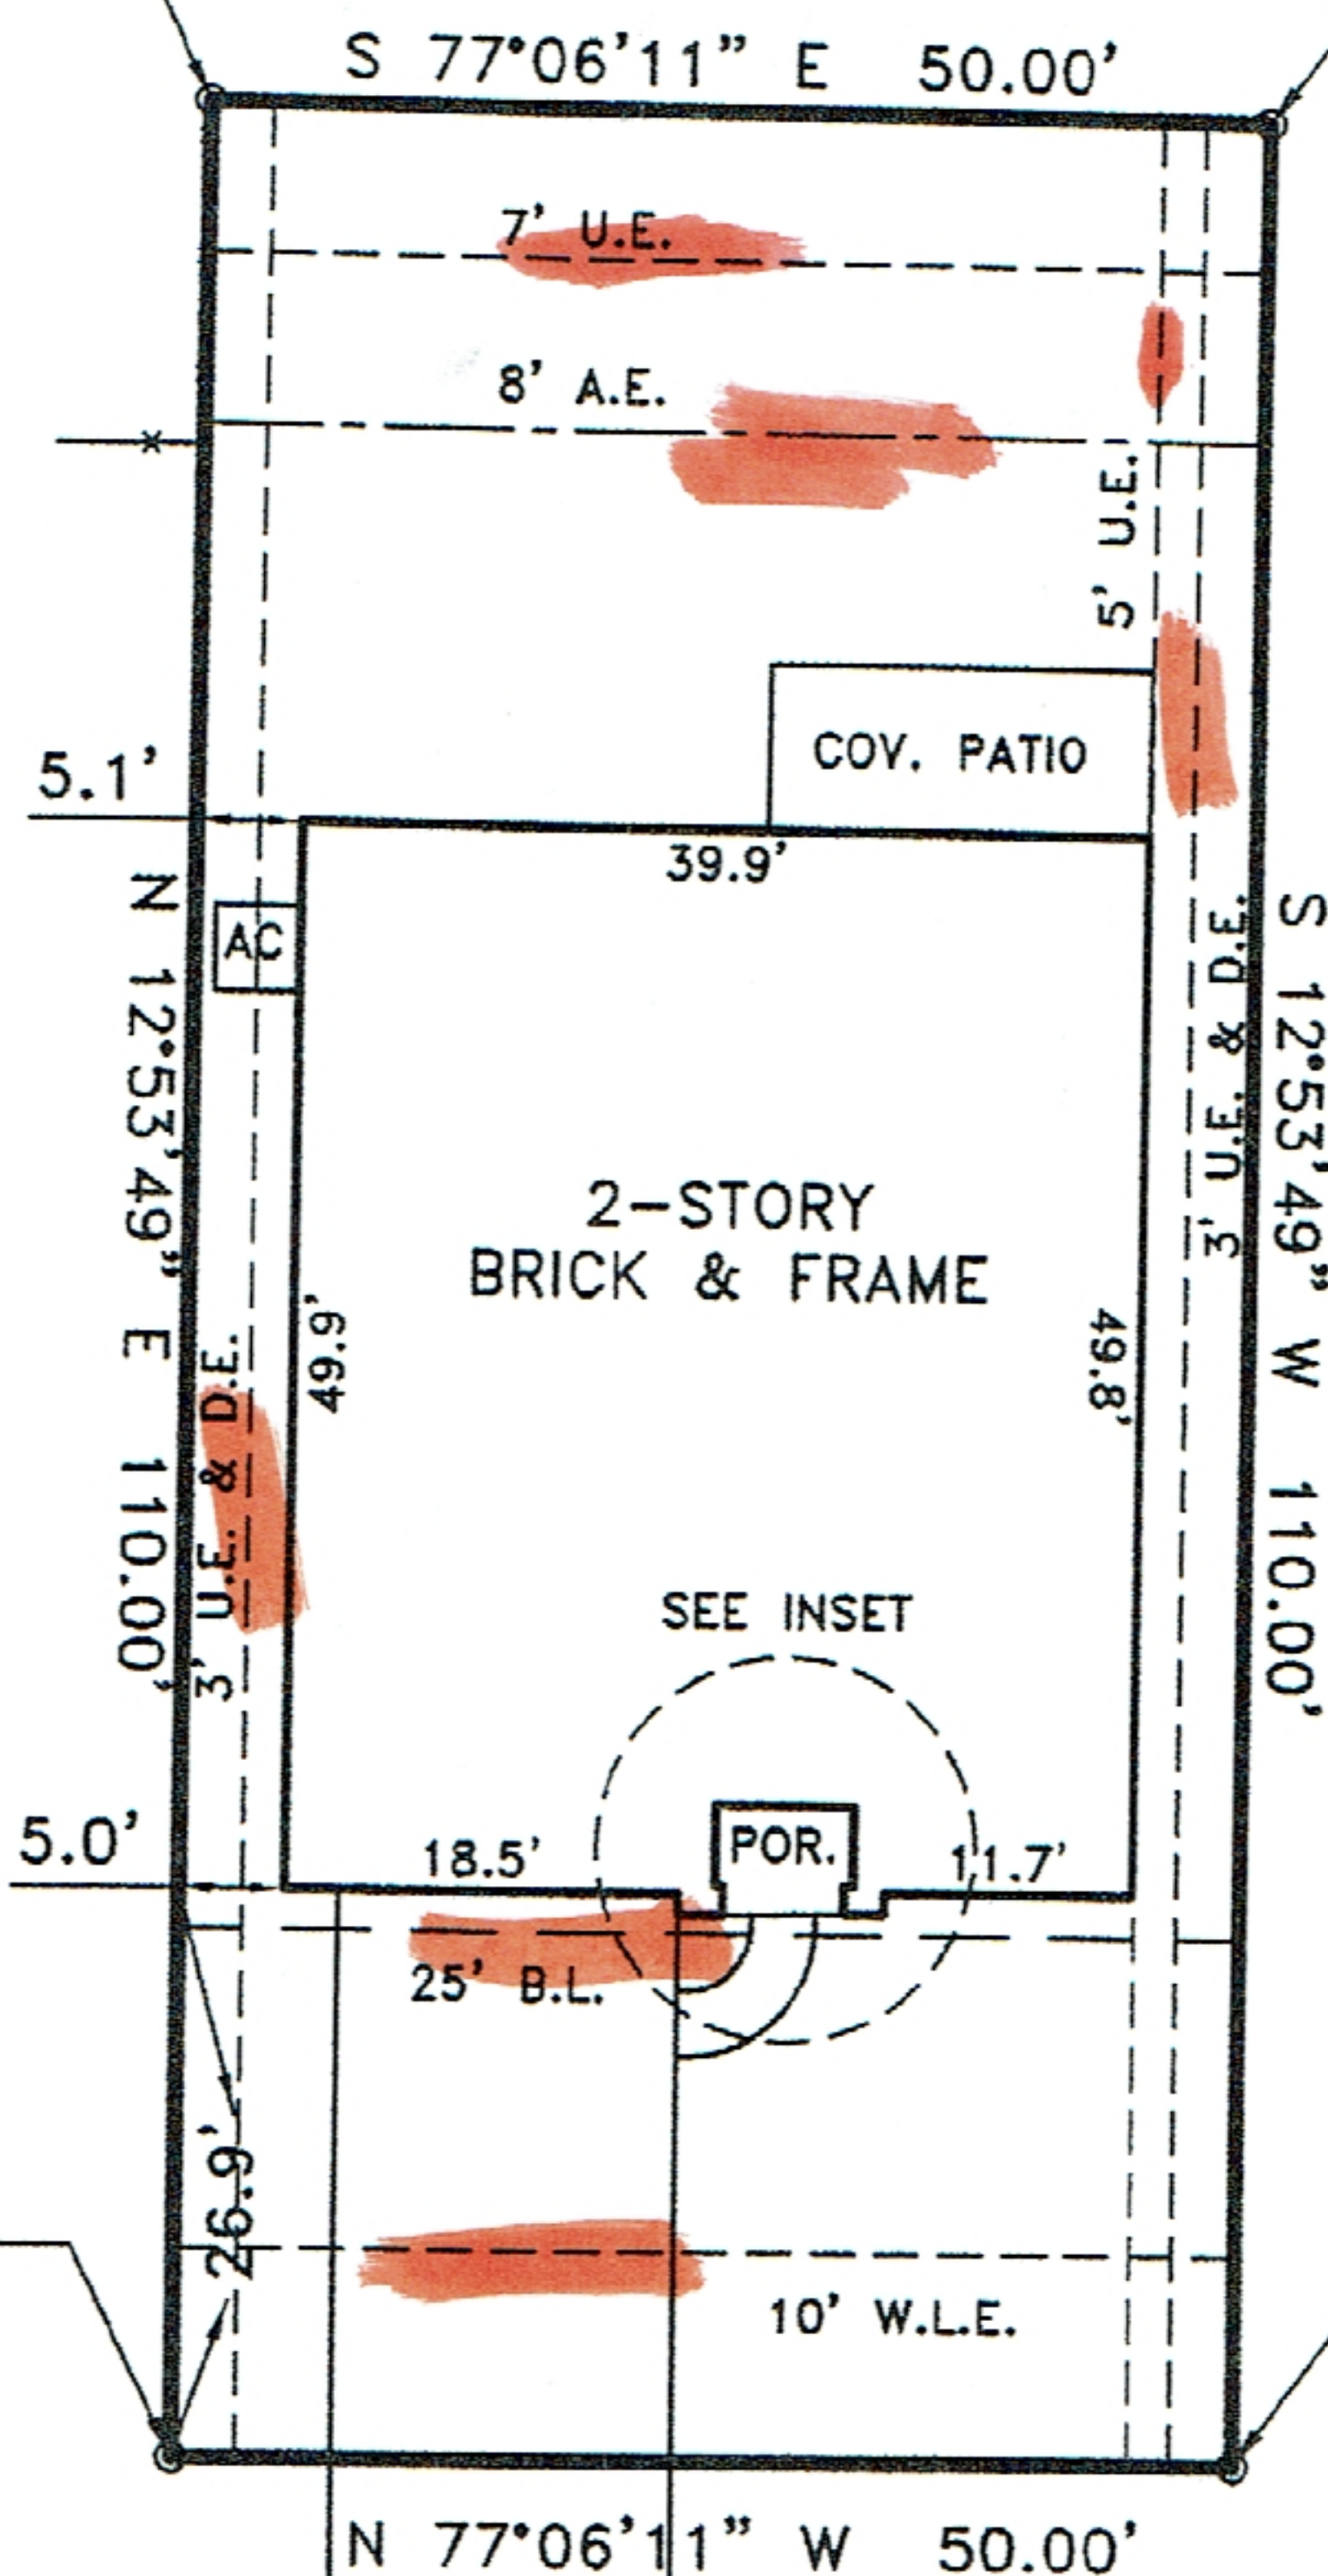 S 77°06'11" E 50.00'
7' U.E.
8' A.E.
5' U.E.
COV. PATIO
5.1'
39.9'
AC
N 12°53'49" E 110.00'
S 12°53'49" W 110.00'
3' U.E. & D.E.
2-STORY
BRICK & FRAME
49.9'
49.8'
3' U.E. & D.E.
SEE INSET
POR.
5.0'
18.5'
11.7'
25' B.L.
26.9'
10' W.L.E.
N 77°06'11" W 50.00'